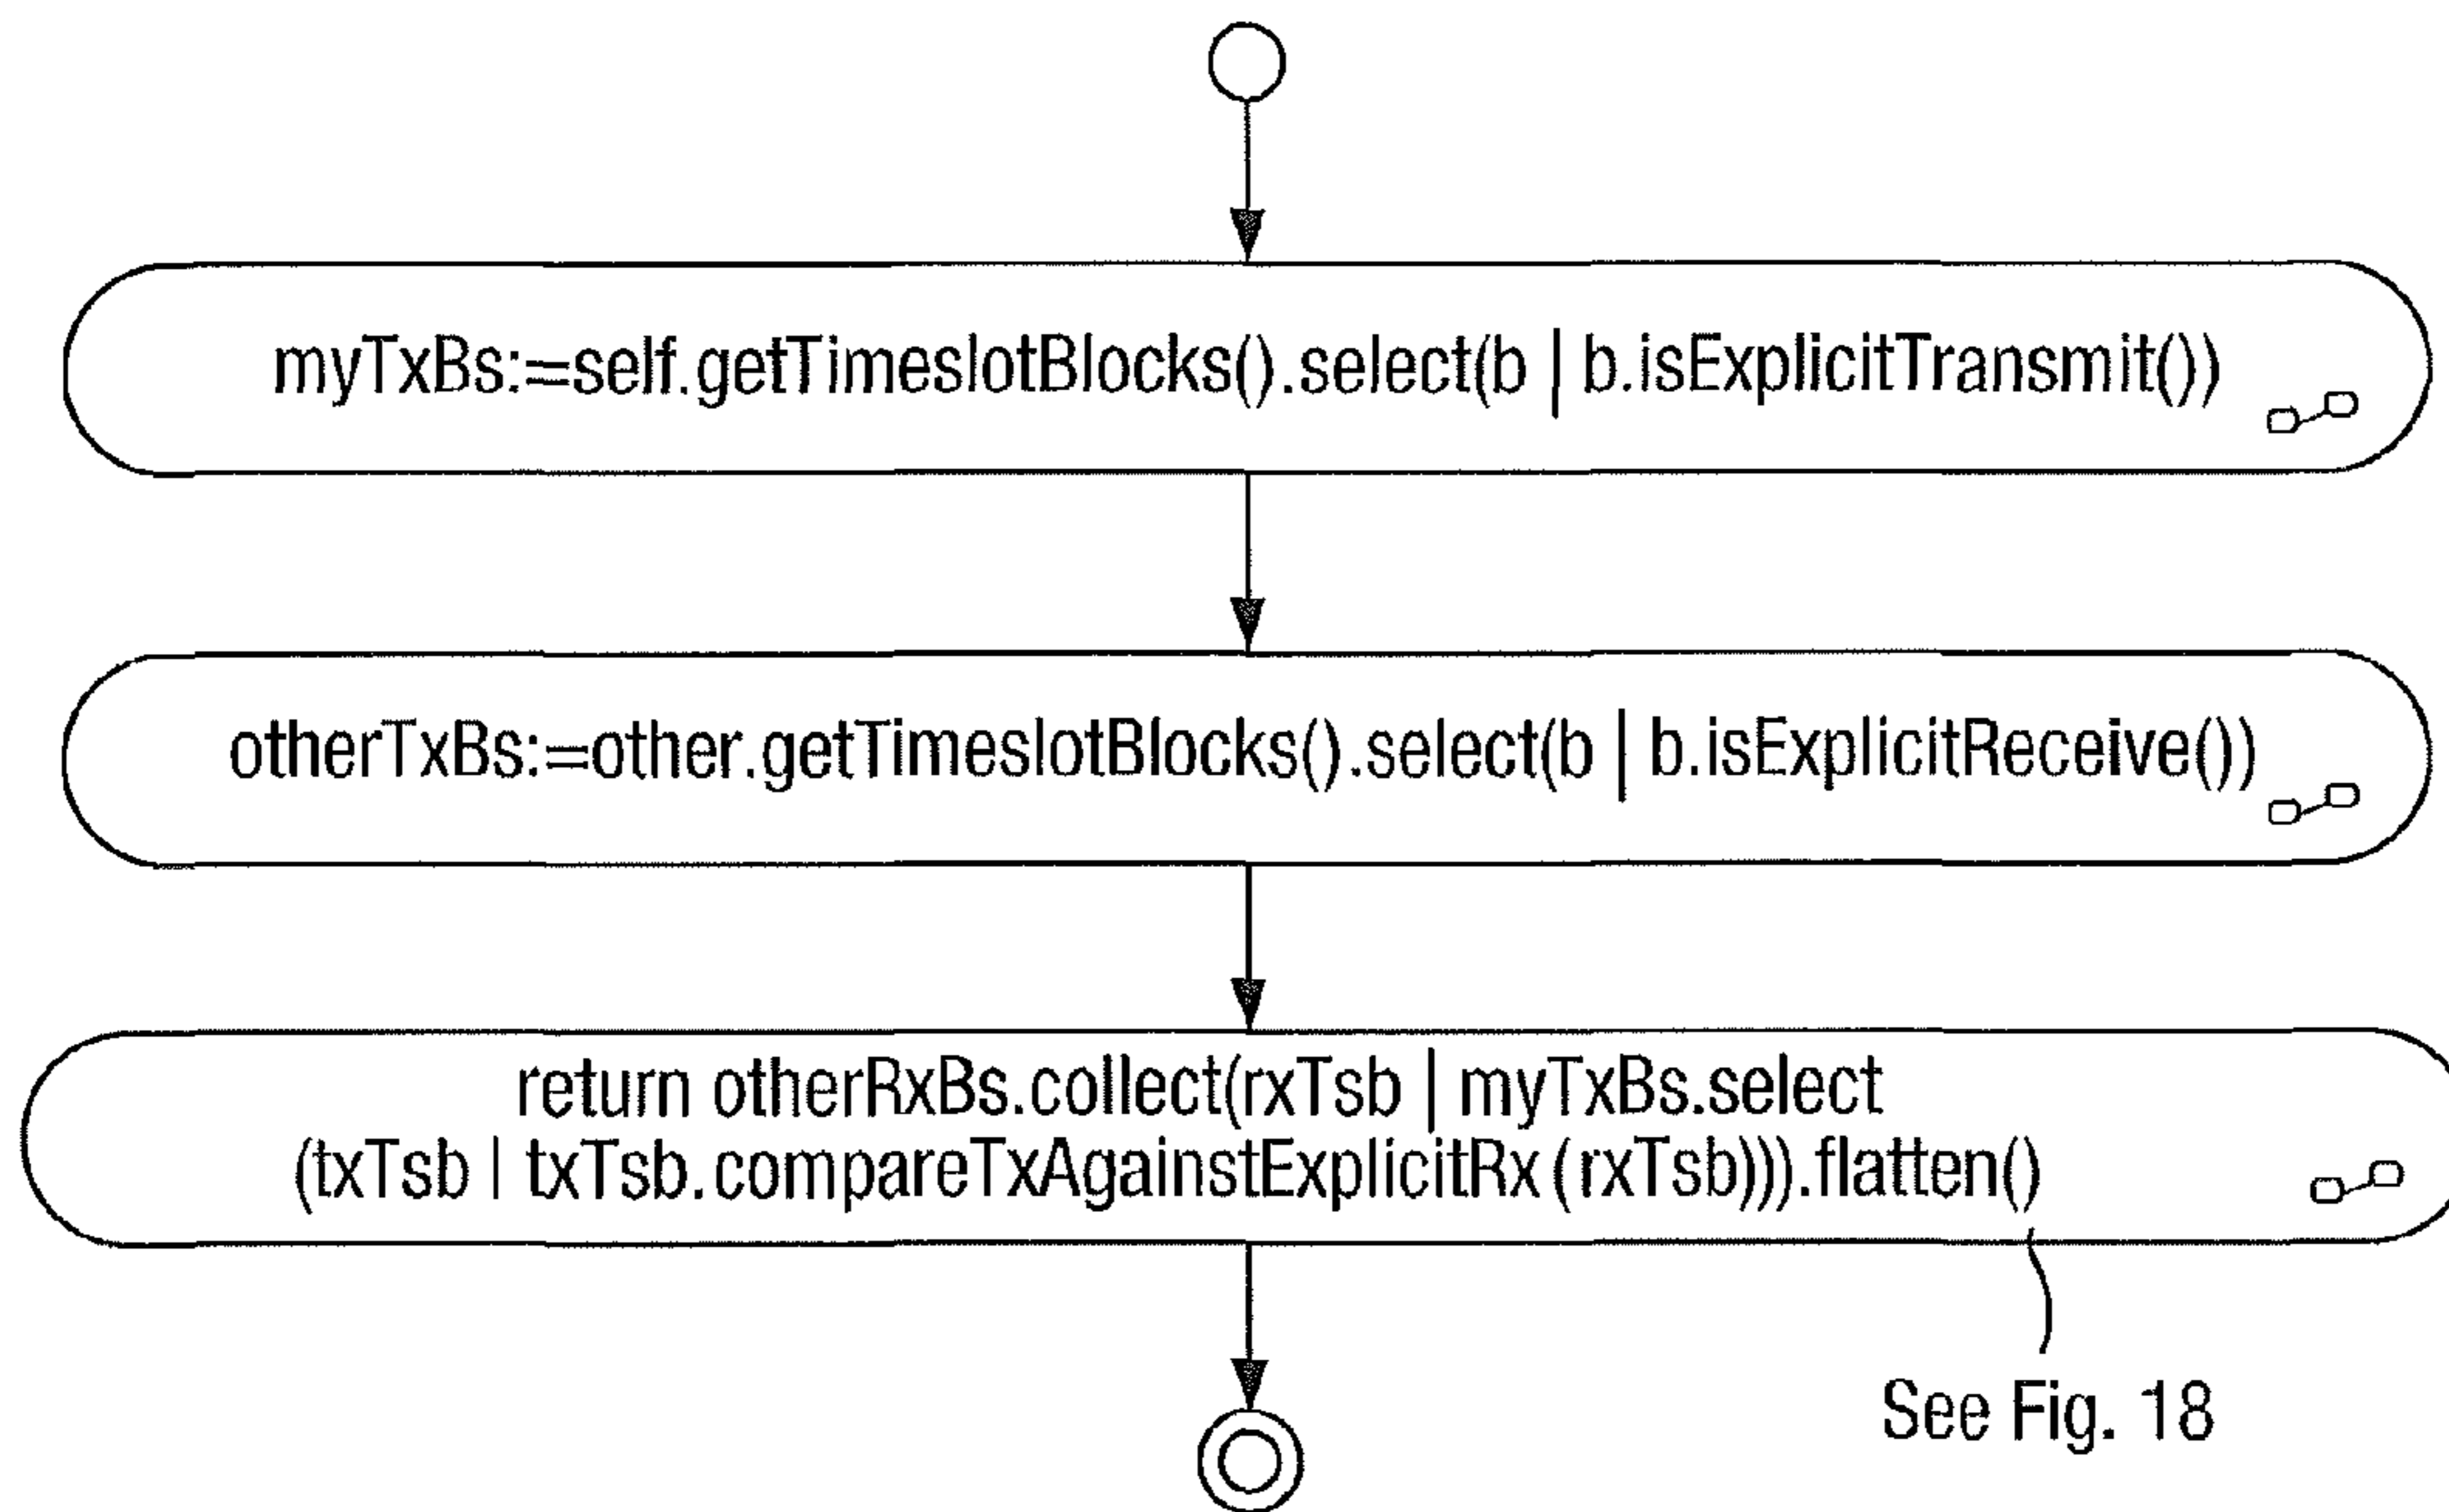 myTxBs:=self.getTimeslotBlocks().select(b | b.isExplicitTransmit())
otherTxBs:=other.getTimeslotBlocks().select(b | b.isExplicitReceive())
return otherRxBs.collect(rxTsb | myTxBs.select
(txTsb | txTsb.compareTxAgainstExplicitRx(rxTsb))).flatten()
See Fig. 18